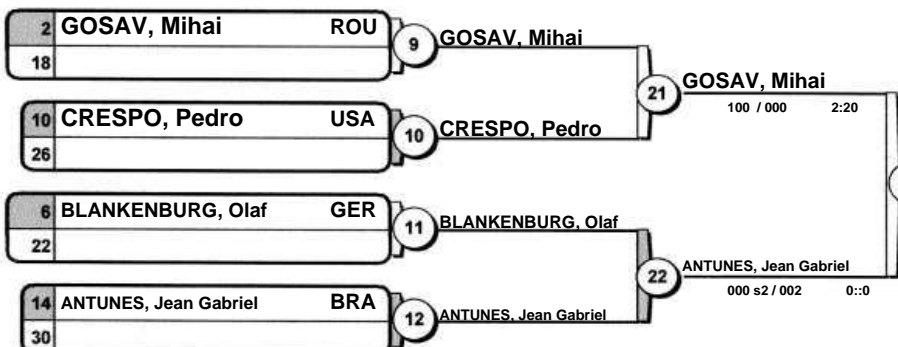 2 GOSAV, Mihai ROU
18
9 GOSAV, Mihai
10 CRESPO, Pedro USA
26
10 CRESPO, Pedro
21 GOSAV, Mihai
100 / 000 2:20
6 BLANKENBURG, Olaf GER
22
11 BLANKENBURG, Olaf
14 ANTUNES, Jean Gabriel BRA
30
12 ANTUNES, Jean Gabriel
22 ANTUNES, Jean Gabriel
000 s2 / 002 0::0